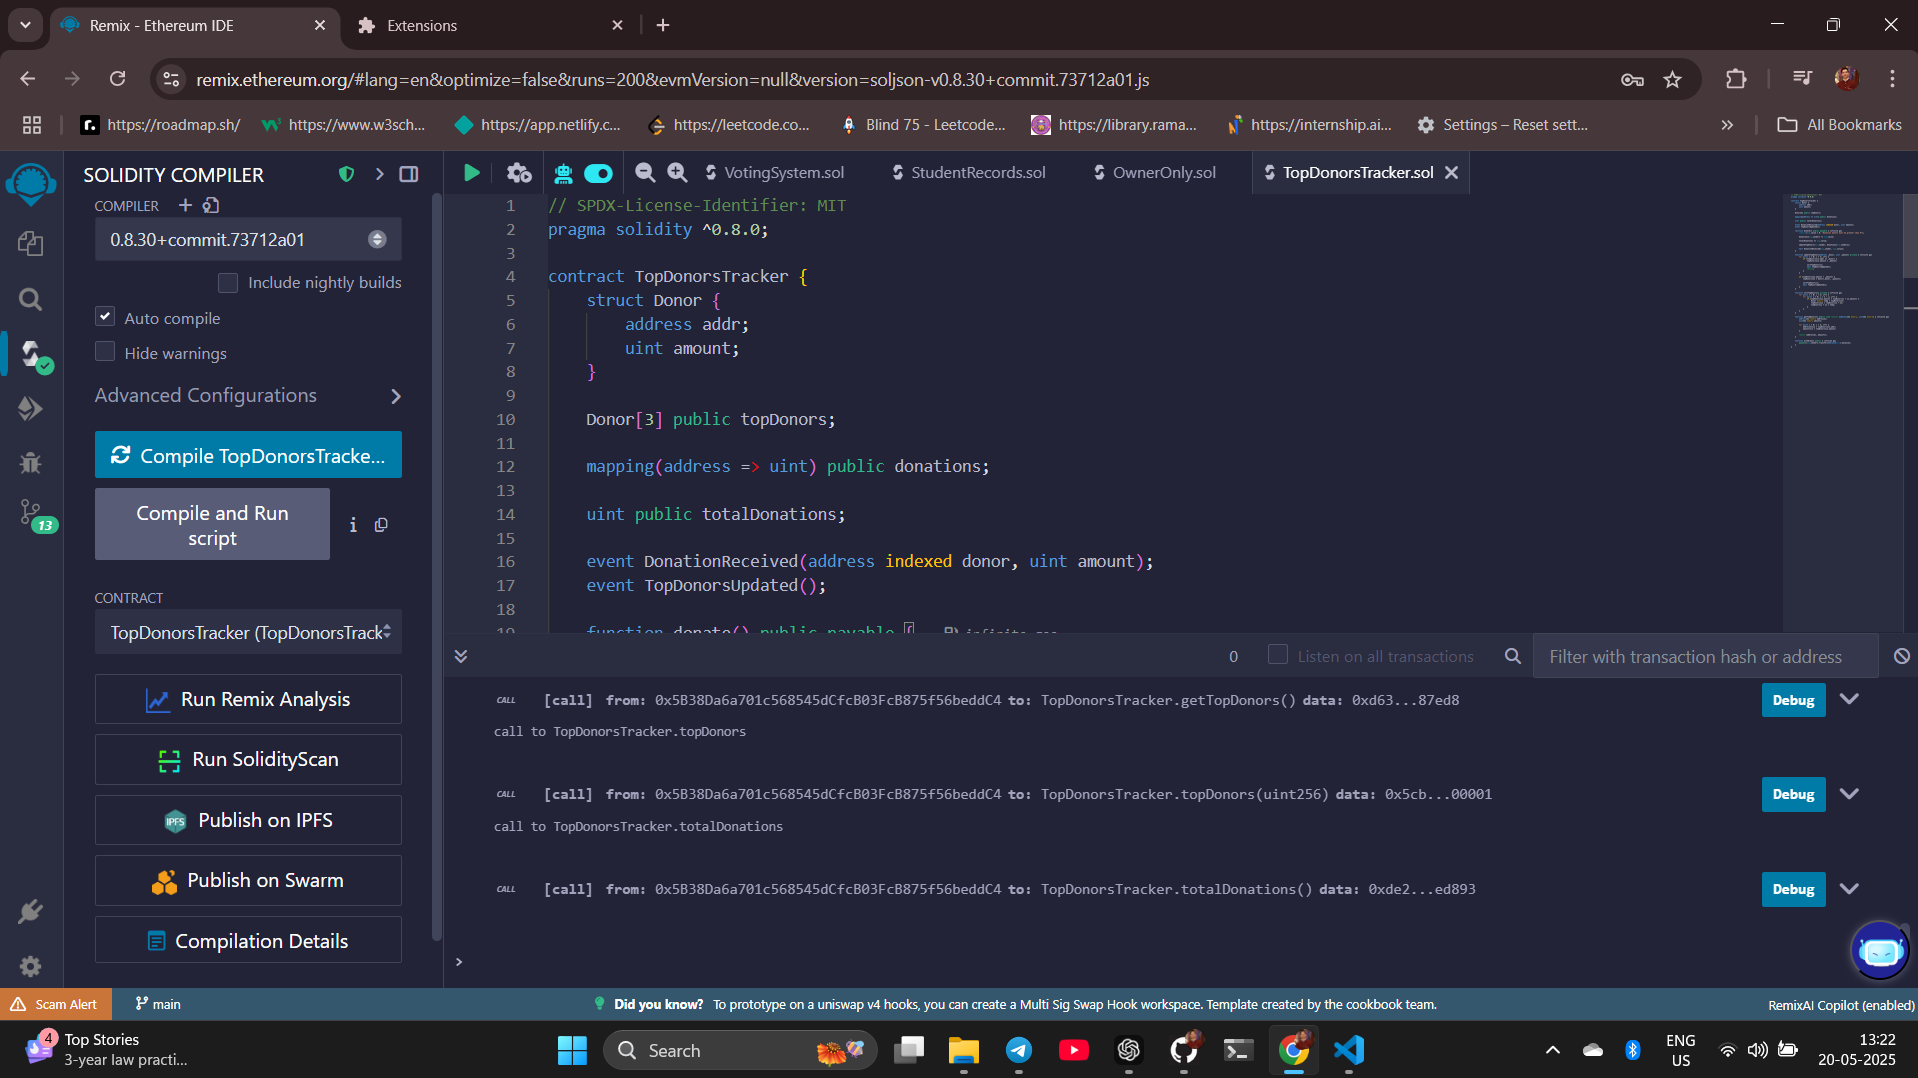 Remix - Ethereum IDE
Extensions
remix.ethereum.org/#lang=en&optimize=false&runs=200&evmVersion=null&version=soljson-v0.8.30+commit.73712a01.js
https://roadmap.sh/
https://www.w3sch...
https://app.netlify.c...
https://leetcode.co...
Blind 75 - Leetcode...
https://library.rama...
https://internship.ai...
Settings – Reset sett...
All Bookmarks
SOLIDITY COMPILER
COMPILER
0.8.30+commit.73712a01
Include nightly builds
Auto compile
Hide warnings
Advanced Configurations
Compile TopDonorsTracke...
Compile and Run
script
i
CONTRACT
TopDonorsTracker (TopDonorsTrack
Run Remix Analysis
Run SolidityScan
IPFS
Publish on IPFS
Publish on Swarm
Compilation Details
13
VotingSystem.sol
StudentRecords.sol
OwnerOnly.sol
TopDonorsTracker.sol
1 // SPDX-License-Identifier: MIT
2 pragma solidity ^0.8.0;
3
4 contract TopDonorsTracker {
5 struct Donor {
6 address addr;
7 uint amount;
8 }
9
10 Donor[3] public topDonors;
11
12 mapping(address => uint) public donations;
13
14 uint public totalDonations;
15
16 event DonationReceived(address indexed donor, uint amount);
17 event TopDonorsUpdated();
18
19 function donate() public payable { infinite gas
0
Listen on all transactions
Filter with transaction hash or address
CALL [call] from: 0x5B38Da6a701c568545dCfcB03FcB875f56beddC4 to: TopDonorsTracker.getTopDonors() data: 0xd63...87ed8
Debug
call to TopDonorsTracker.topDonors
CALL [call] from: 0x5B38Da6a701c568545dCfcB03FcB875f56beddC4 to: TopDonorsTracker.topDonors(uint256) data: 0x5cb...00001
Debug
call to TopDonorsTracker.totalDonations
CALL [call] from: 0x5B38Da6a701c568545dCfcB03FcB875f56beddC4 to: TopDonorsTracker.totalDonations() data: 0xde2...ed893
Debug
>
Scam Alert
main
Did you know? To prototype on a uniswap v4 hooks, you can create a Multi Sig Swap Hook workspace. Template created by the cookbook team.
RemixAI Copilot (enabled)
4
Top Stories
3-year law practi...
Search
ENG
US
13:22
20-05-2025